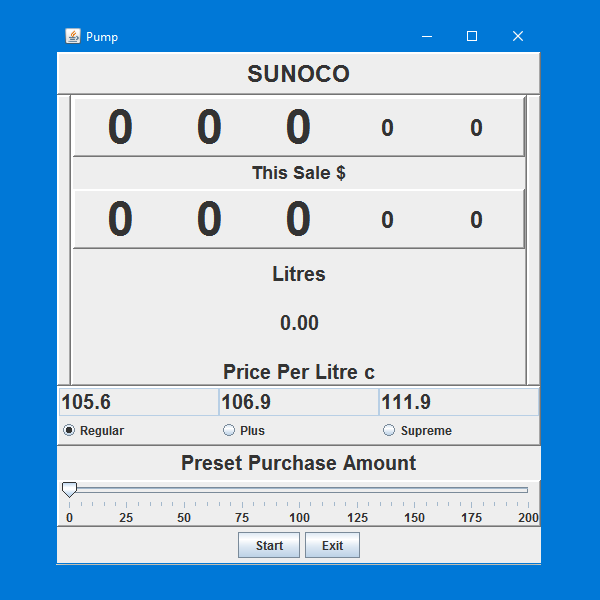 Pump
SUNOCO
0 0 0 0 0
This Sale $
0 0 0 0 0
Litres
0.00
Price Per Litre c
105.6 106.9 111.9
Regular Plus Supreme
Preset Purchase Amount
0 25 50 75 100 125 150 175 200
Start Exit